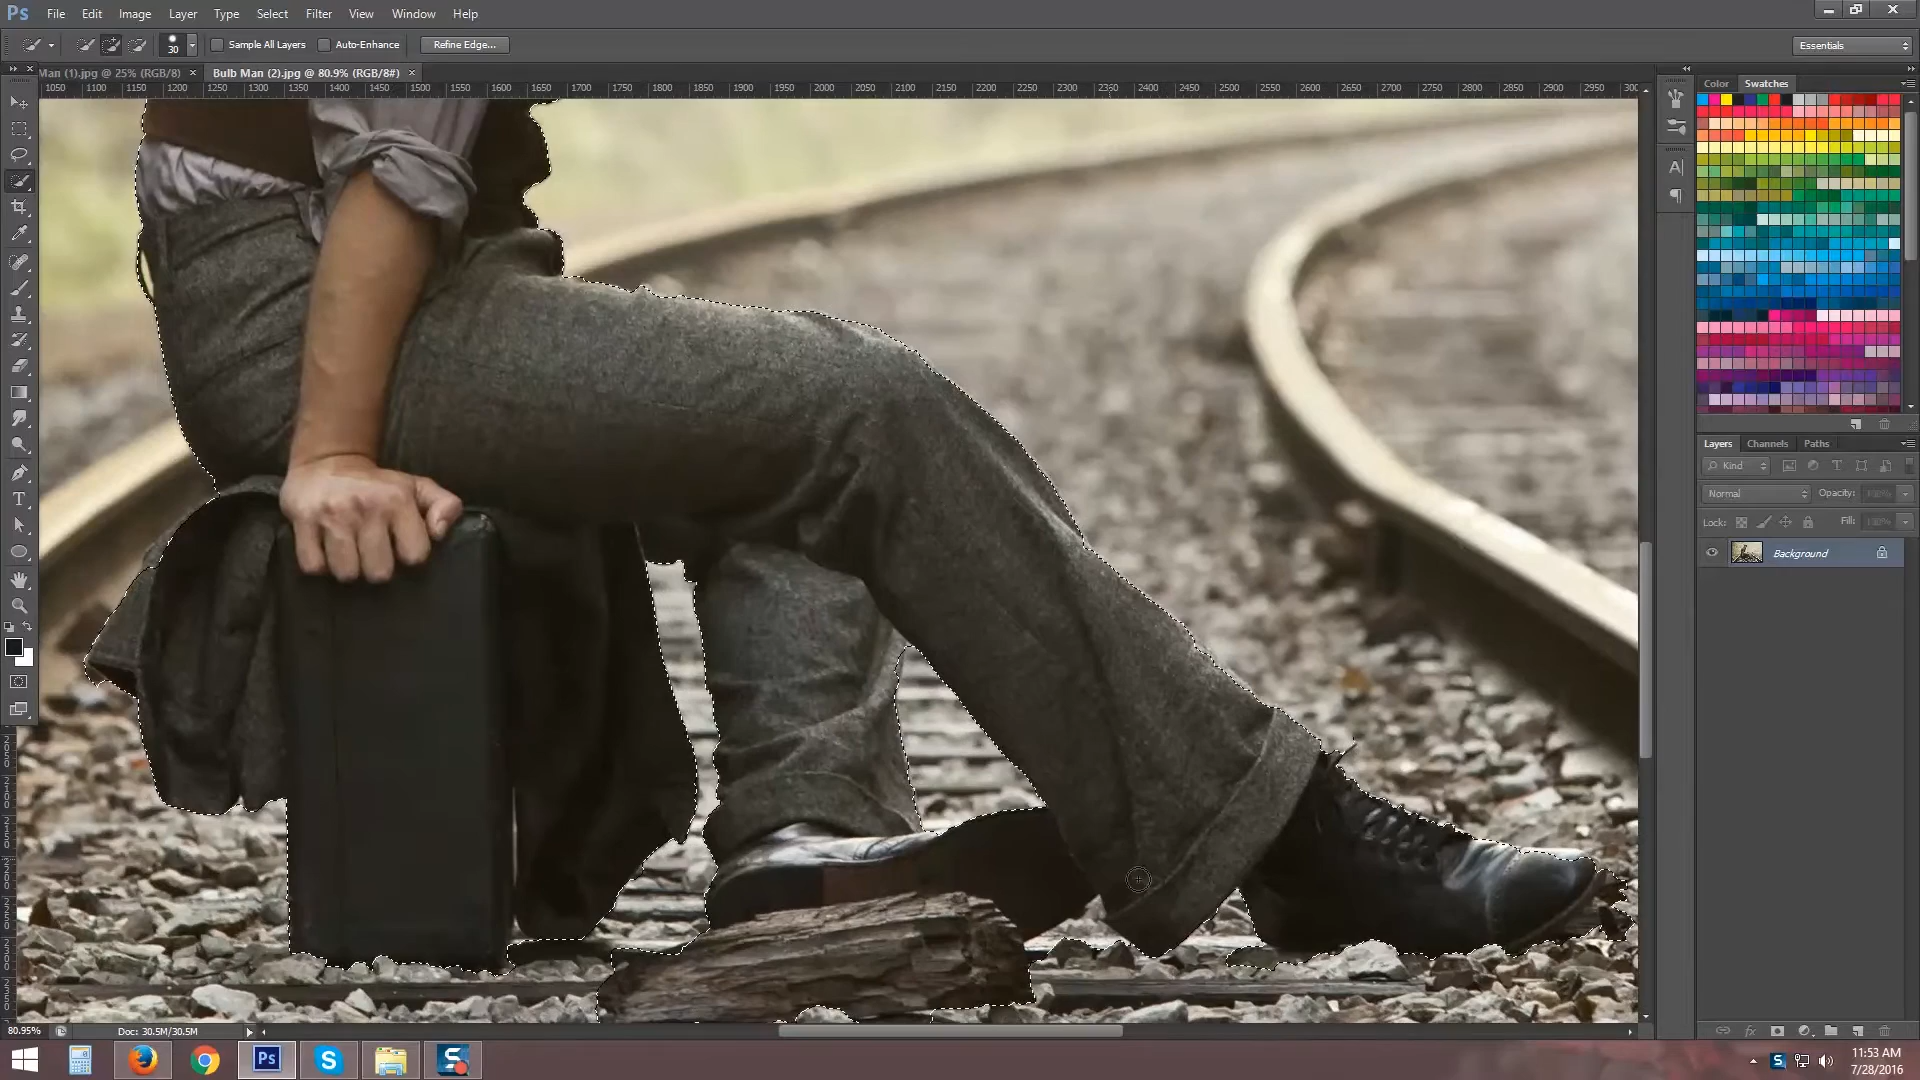 Ps File Edit Image Layer Type Select Filter View Window Help
30 Sample All Layers Auto-Enhance Refine Edge... Essentials
Man (1).jpg @ 25% (RGB/8) × Bulb Man (2).jpg @ 80.9% (RGB/8#) ×
1050 1100 1150 1200 1250 1300 1350 1400 1450 1500 1550 1600 1650 1700 1750 1800 1850 1900 1950 2000 2050 2100 2150 2200 2250 2300 2350 2400 2450 2500 2550 2600 2650 2700 2750 2800 2850 2900 2950 300
Color Swatches
Layers Channels Paths
Kind
Normal Opacity: 100%
Lock: Fill: 100%
Background
80.95% Doc: 30.5M/30.5M
Ps S S
11:53 AM
7/28/2016